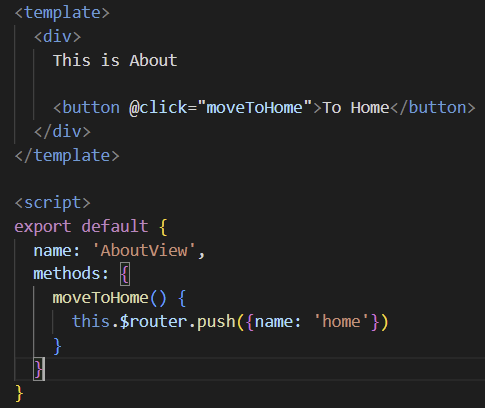 <template>
  <div>
    This is About

    <button @click="moveToHome">To Home</button>
  </div>
</template>

<script>
export default {
  name: 'AboutView',
  methods: {
    moveToHome() {
      this.$router.push({name: 'home'})
    }
  }
}